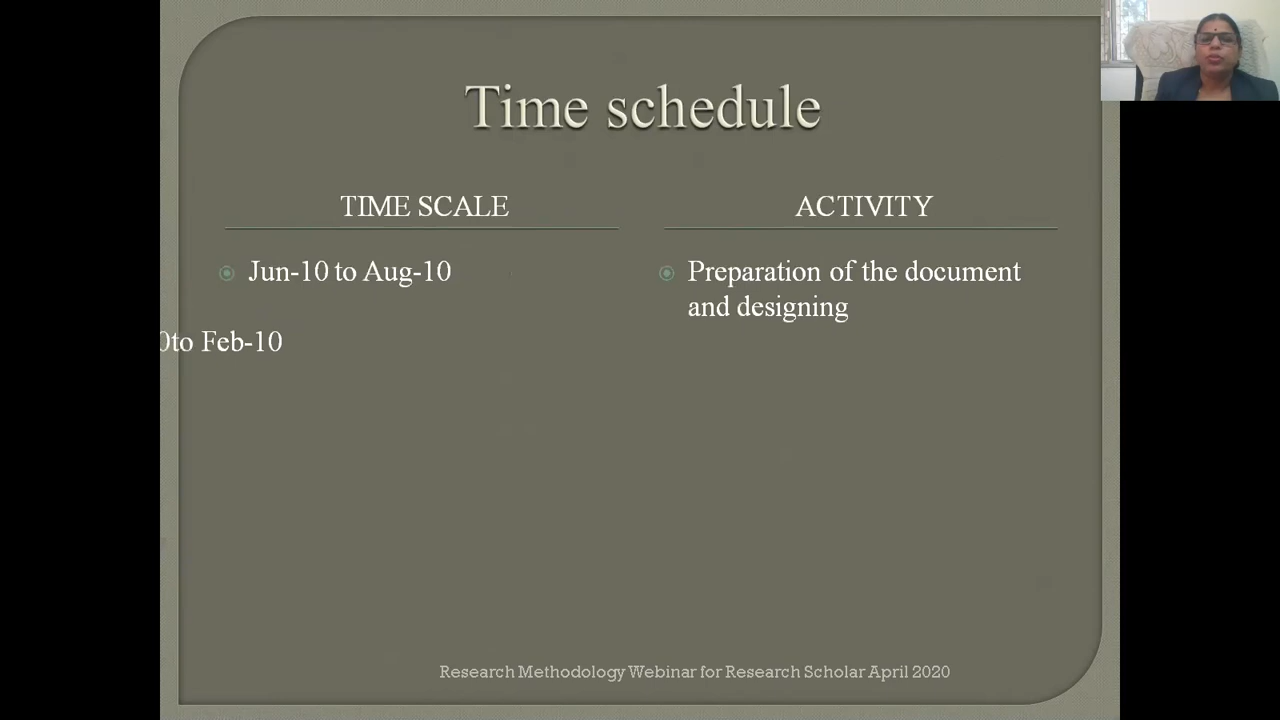 Time schedule
TIME SCALE
ACTIVITY
Jun-10 to Aug-10
Preparation of the document
and designing
0to Feb-10
Research Methodology Webinar for Research Scholar April 2020